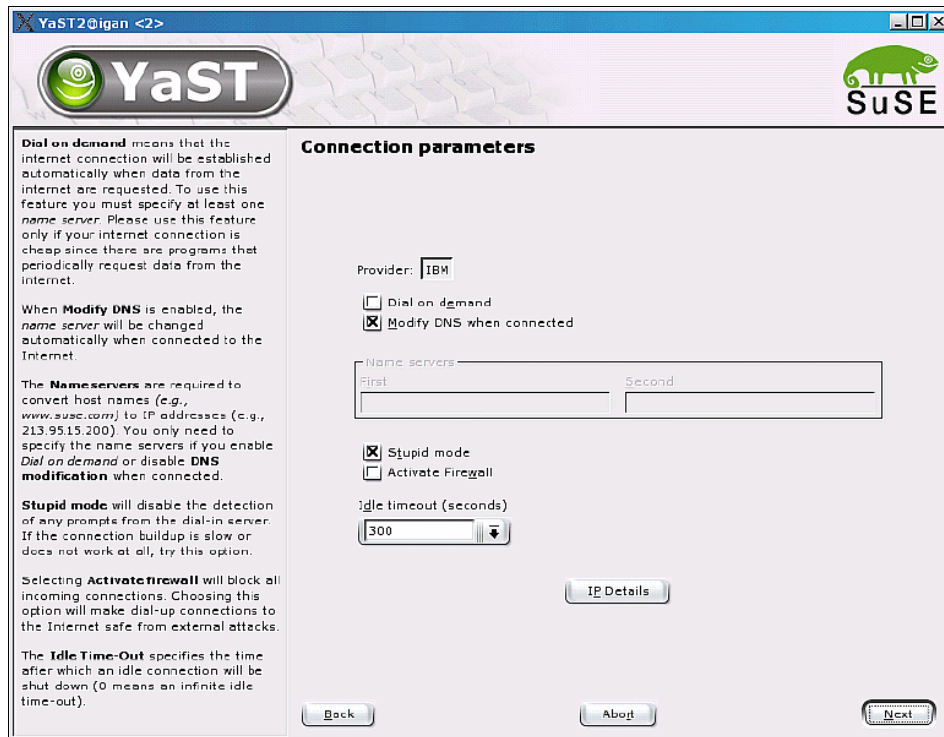 YaST2@igan <2>
YaST
SuSE
Dial on demand means that the
internet connection will be established
automatically when data from the
internet are requested. To use this
feature you must specify at least one
name server. Please use this feature
only if your internet connection is
cheap since there are programs that
periodically request data from the
internet.
When Modify DNS is enabled, the
name server will be changed
automatically when connected to the
Internet.
The Nameservers are required to
convert host names (e.g.,
www.suse.com) to IP addresses (e.g.,
213.95.15.200). You only need to
specify the name servers if you enable
Dial on demand or disable DNS
modification when connected.
Stupid mode will disable the detection
of any prompts from the dial-in server.
If the connection buildup is slow or
does not work at all, try this option.
Selecting Activate firewall will block all
incoming connections. Choosing this
option will make dial-up connections to
the Internet safe from external attacks.
The Idle Time-Out specifies the time
after which an idle connection will be
shut down (0 means an infinite idle
time-out).
Connection parameters
Provider: IBM
Dial on demand
Modify DNS when connected
Name servers
First Second
Stupid mode
Activate Firewall
Idle timeout (seconds)
300
IP Details
Back Abort Next